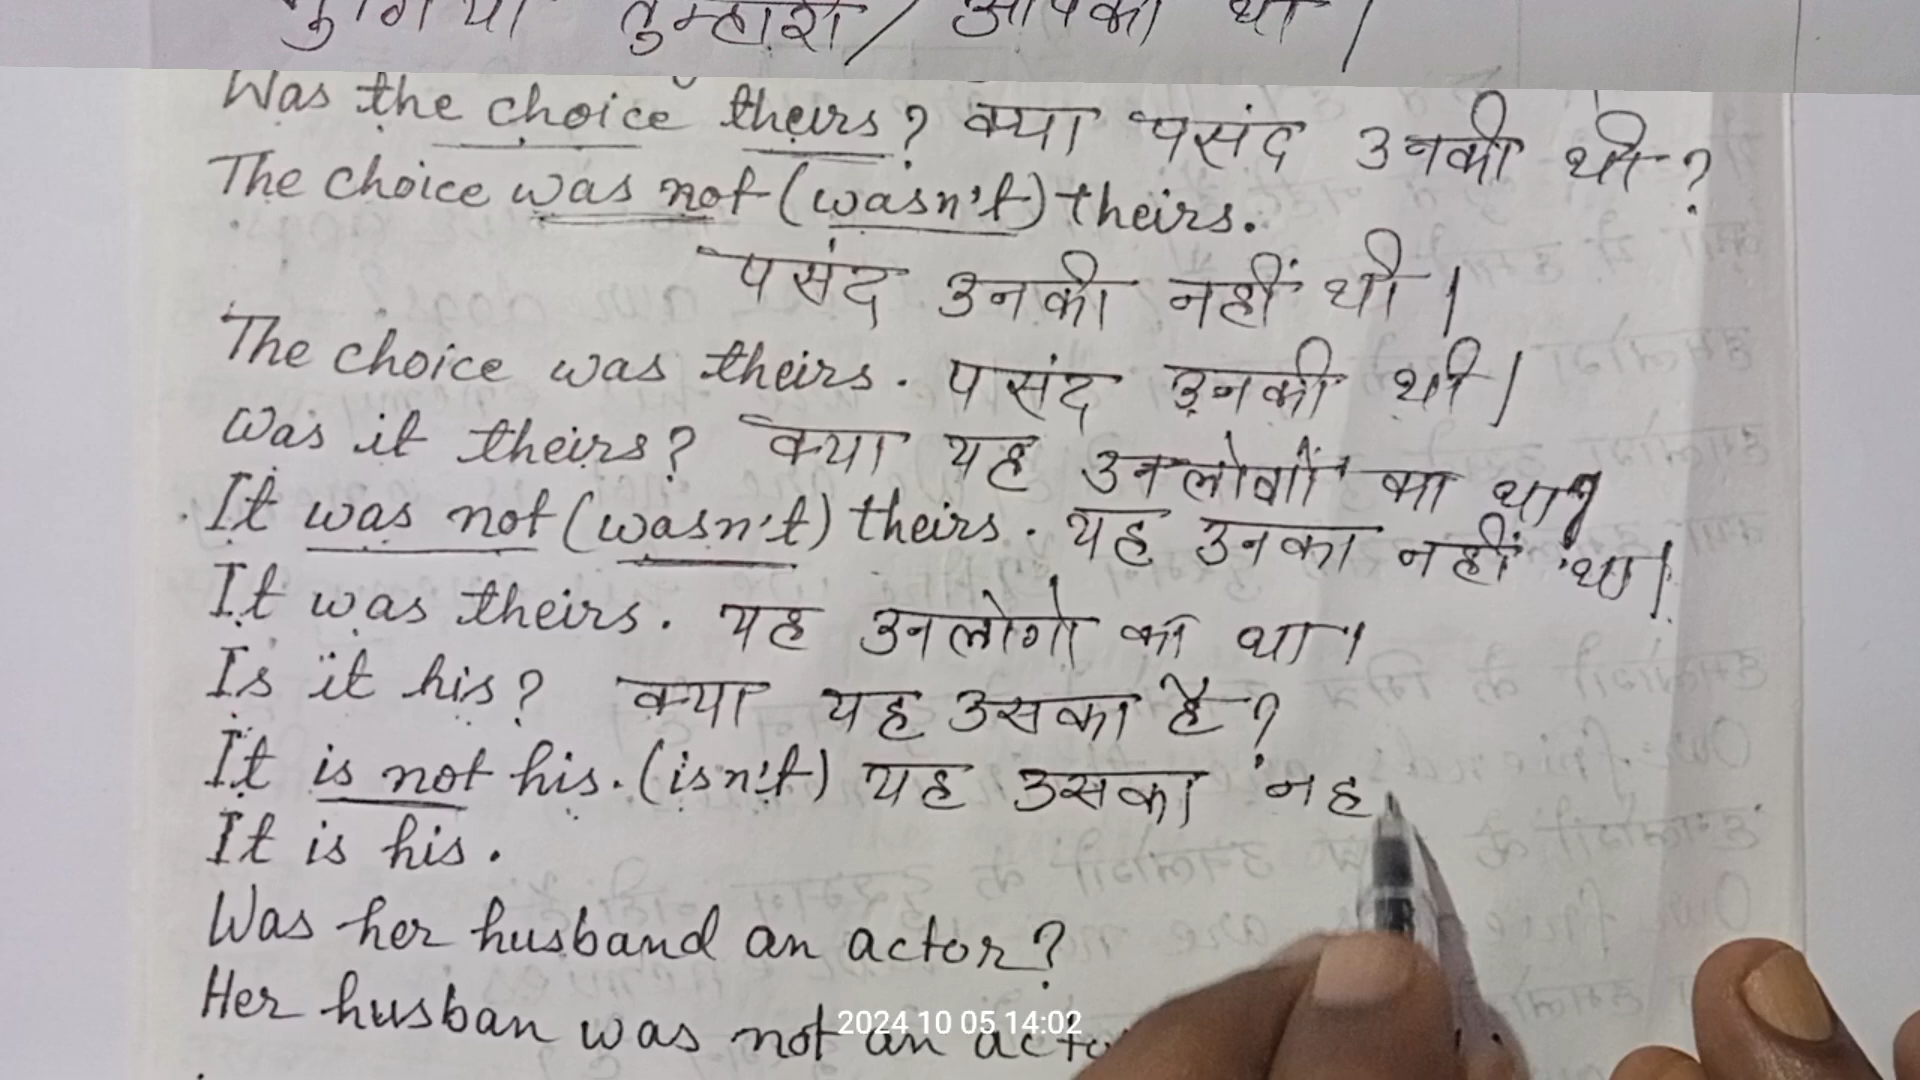 तुम्हारा / आपका था।
Was the choice theirs? क्या पसंद उनकी थी?
The choice was not (wasn't) theirs.
पसंद उनकी नहीं थी।
The choice was theirs. पसंद उनकी थी।
Was it theirs? क्या यह उनलोगों का था?
It was not (wasn't) theirs. यह उनका नहीं था।
It was theirs. यह उनलोगो का था।
Is it his? क्या यह उसका है?
It is not his. (isn't) यह उसका नह
It is his.
Was her husband an actor?
Her husban was not an acto
2024 10 05 14:02